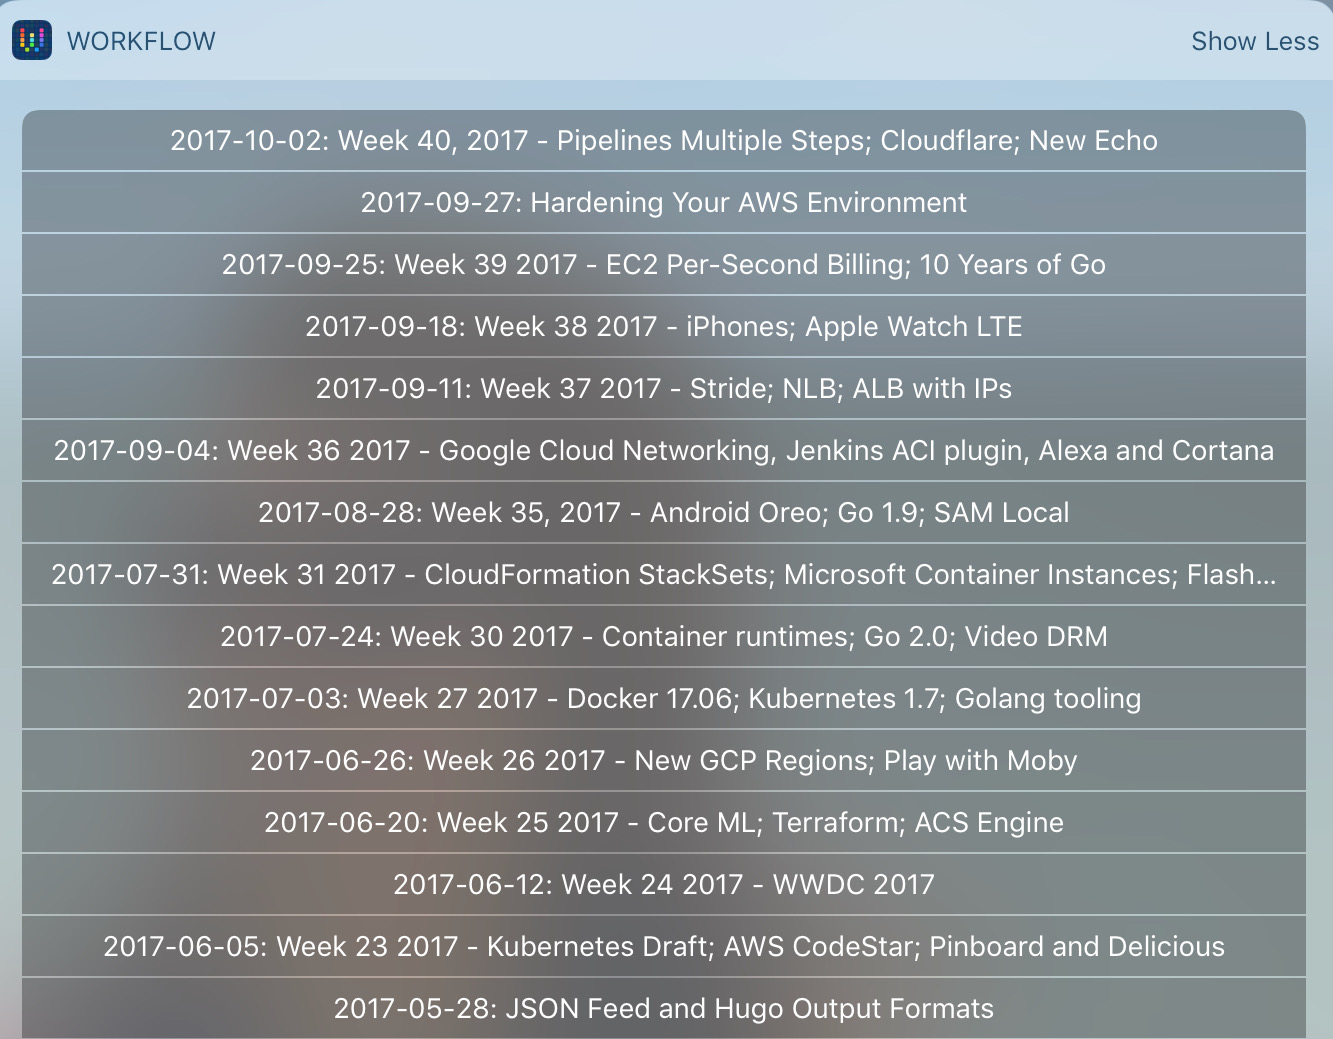 WORKFLOW
Show Less
2017-10-02: Week 40, 2017 - Pipelines Multiple Steps; Cloudflare; New Echo
2017-09-27: Hardening Your AWS Environment
2017-09-25: Week 39 2017 - EC2 Per-Second Billing; 10 Years of Go
2017-09-18: Week 38 2017 - iPhones; Apple Watch LTE
2017-09-11: Week 37 2017 - Stride; NLB; ALB with IPs
2017-09-04: Week 36 2017 - Google Cloud Networking, Jenkins ACI plugin, Alexa and Cortana
2017-08-28: Week 35, 2017 - Android Oreo; Go 1.9; SAM Local
2017-07-31: Week 31 2017 - CloudFormation StackSets; Microsoft Container Instances; Flash...
2017-07-24: Week 30 2017 - Container runtimes; Go 2.0; Video DRM
2017-07-03: Week 27 2017 - Docker 17.06; Kubernetes 1.7; Golang tooling
2017-06-26: Week 26 2017 - New GCP Regions; Play with Moby
2017-06-20: Week 25 2017 - Core ML; Terraform; ACS Engine
2017-06-12: Week 24 2017 - WWDC 2017
2017-06-05: Week 23 2017 - Kubernetes Draft; AWS CodeStar; Pinboard and Delicious
2017-05-28: JSON Feed and Hugo Output Formats